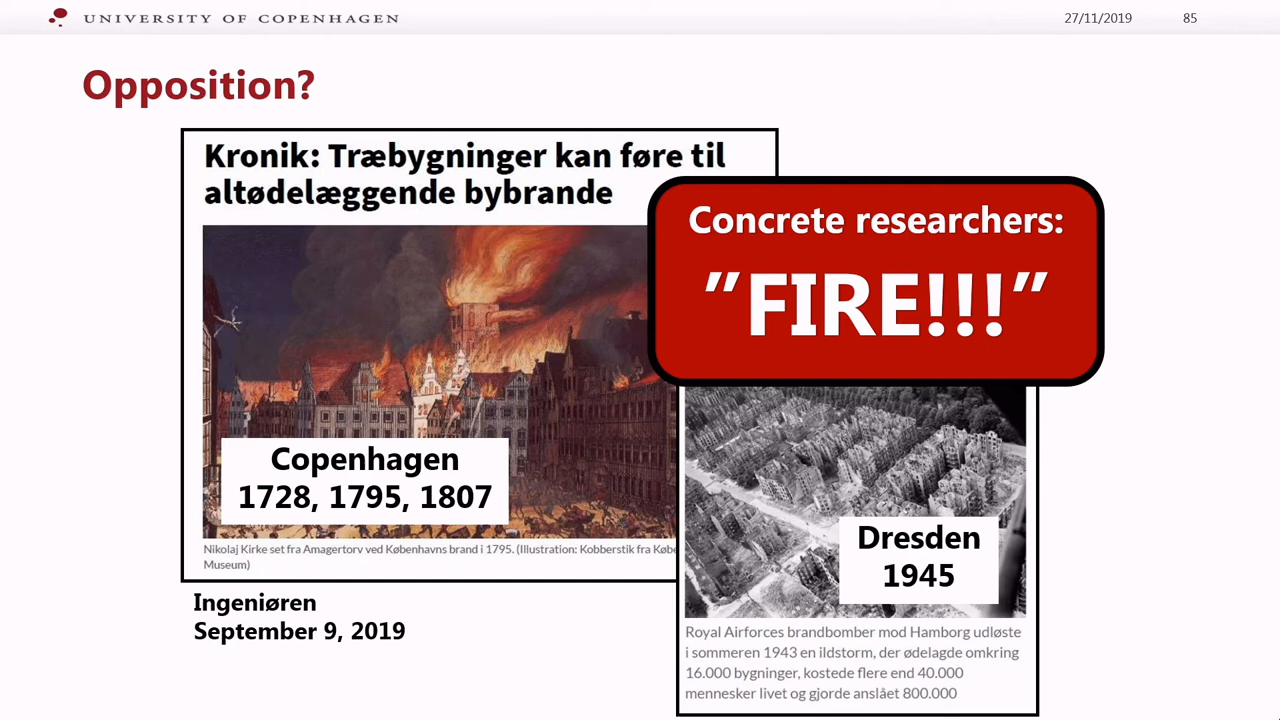 UNIVERSITY OF COPENHAGEN
27/11/2019
85
Opposition?
Kronik: Træbygninger kan føre til
altødelæggende bybrande
Concrete researchers:
”FIRE!!!”
Copenhagen
1728, 1795, 1807
Nikolaj Kirke set fra Amagertorv ved Københavns brand i 1795. (Illustration: Kobberstik fra Købe
Museum)
Ingeniøren
September 9, 2019
Dresden
1945
Royal Airforces brandbomber mod Hamborg udløste
i sommeren 1943 en ildstorm, der ødelagde omkring
16.000 bygninger, kostede flere end 40.000
mennesker livet og gjorde anslået 800.000